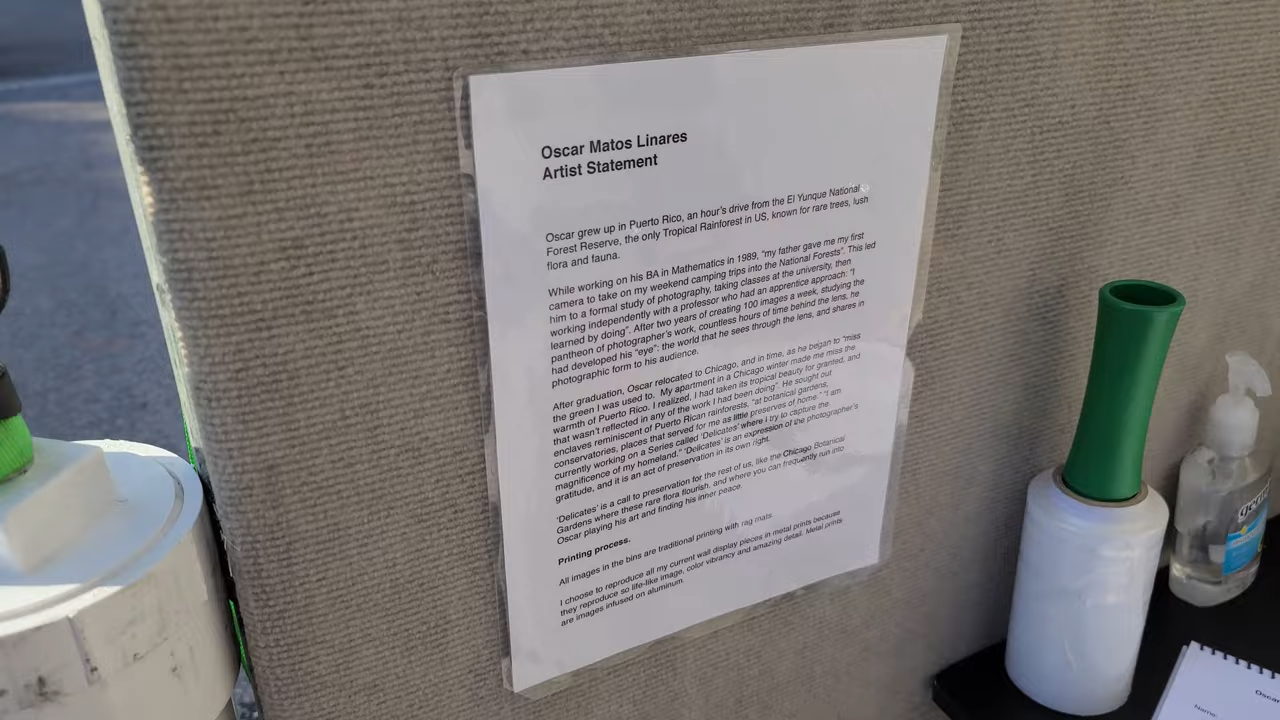 Oscar Matos Linares
Artist Statement
Oscar grew up in Puerto Rico, an hour's drive from the El Yunque National
Forest Reserve, the only Tropical Rainforest in US, known for rare trees, lush
flora and fauna.
While working on his BA in Mathematics in 1989, “my father gave me my first
camera to take on my weekend camping trips into the National Forests”. This led
him to a formal study of photography, taking classes at the university, then
working independently with a professor who had an apprentice approach: “I
learned by doing”. After two years of creating 100 images a week, studying the
pantheon of photographer's work, countless hours of time behind the lens, he
had developed his “eye”: the world that he sees through the lens, and shares in
photographic form to his audience.
After graduation, Oscar relocated to Chicago, and in time, as he began to “miss
the green I was used to. My apartment in a Chicago winter made me miss the
warmth of Puerto Rico. I realized, I had taken its tropical beauty for granted, and
that wasn't reflected in any of the work I had been doing”. He sought out
enclaves reminiscent of Puerto Rican rainforests, “at botanical gardens,
conservatories, places that served for me as little preserves of home.” “I am
currently working on a Series called ‘Delicates’ where I try to capture the
magnificence of my homeland.” ‘Delicates’ is an expression of the photographer's
gratitude, and it is an act of preservation in its own right.
‘Delicates’ is a call to preservation for the rest of us, like the Chicago Botanical
Gardens where these rare flora flourish, and where you can frequently run into
Oscar playing his art and finding his inner peace.
Printing process.
All images in the bins are traditional printing with rag mats.
I choose to reproduce all my current wall display pieces in metal prints because
they reproduce so life-like image, color vibrancy and amazing detail. Metal prints
are images infused on aluminum.
Oscar
Name